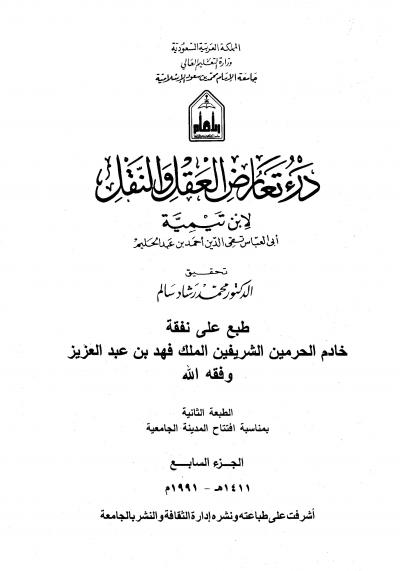 المملكة العربية السعودية
وزارة التعليم العالي
جامعة الإمام محمد بن سعود الإسلامية
درء تعارض العقل والنقل
لابن تيمية
أبي العباس تقي الدين أحمد بن عبد الحليم
تحقيق
الدكتور محمد رشاد سالم
طبع على نفقة
خادم الحرمين الشريفين الملك فهد بن عبد العزيز
وفقه الله
الطبعة الثانية
بمناسبة افتتاح المدينة الجامعية
الجزء السابع
١٤١١هـ - ١٩٩١م
أشرفت على طباعته ونشره إدارة الثقافة والنشر بالجامعة